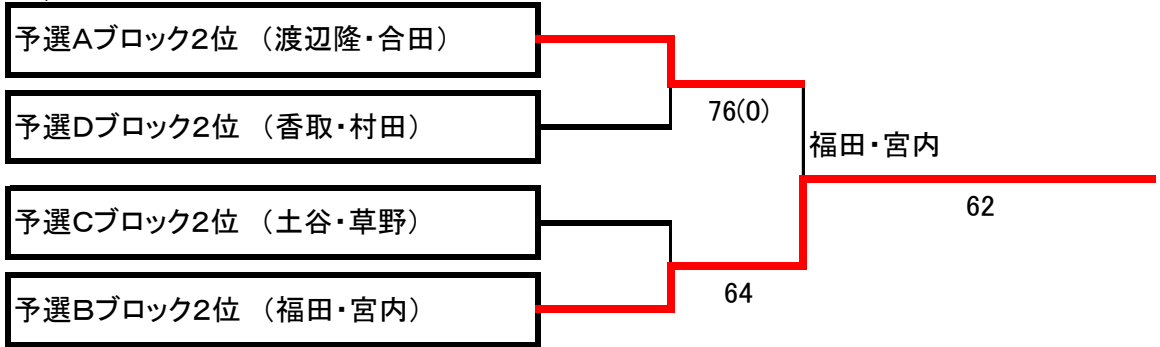 予選Aブロック2位 （渡辺隆・合田）
予選Dブロック2位 （香取・村田）
76(0)
福田・宮内
62
予選Cブロック2位 （土谷・草野）
予選Bブロック2位 （福田・宮内）
64